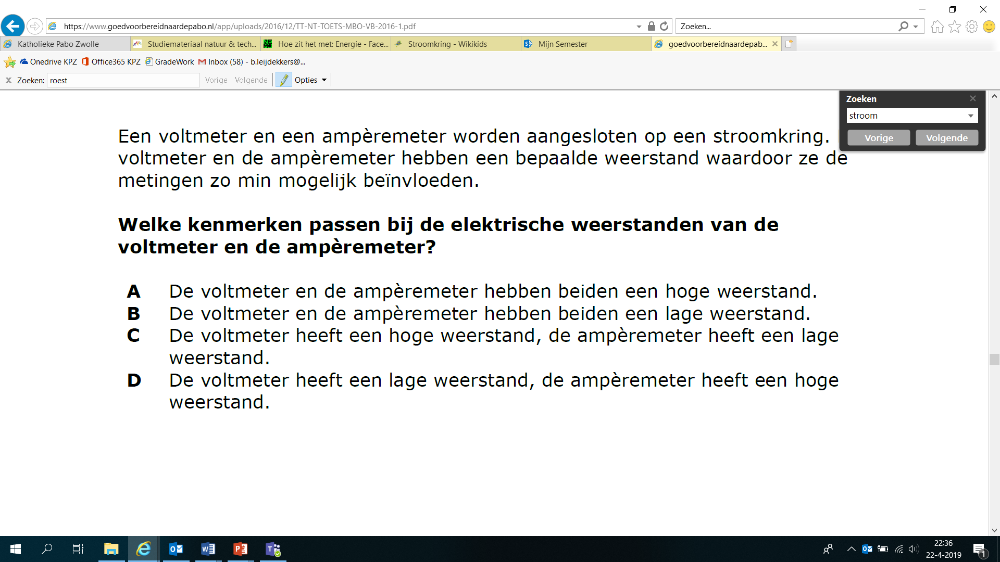 https://www.goedvoorbereidnaardepabo.nl/app/uploads/2016/12/TT-NT-TOETS-MBO-VB-2016-1.pdf
Zoeken...
Katholieke Pabo Zwolle
Studiemateriaal natuur & tech...
Hoe zit het met: Energie - Face...
Stroomkring - Wikikids
Mijn Semester
goedvoorbereidnaardepab...
Onedrive KPZ Office365 KPZ GradeWork Inbox (58) - b.leijdekkers@...
Zoeken: roest Vorige Volgende Opties
Zoeken
stroom
Vorige Volgende
Een voltmeter en een ampèremeter worden aangesloten op een stroomkring.
voltmeter en de ampèremeter hebben een bepaalde weerstand waardoor ze de
metingen zo min mogelijk beïnvloeden.
Welke kenmerken passen bij de elektrische weerstanden van de
voltmeter en de ampèremeter?
A De voltmeter en de ampèremeter hebben beiden een hoge weerstand.
B De voltmeter en de ampèremeter hebben beiden een lage weerstand.
C De voltmeter heeft een hoge weerstand, de ampèremeter heeft een lage
weerstand.
D De voltmeter heeft een lage weerstand, de ampèremeter heeft een hoge
weerstand.
22:36
22-4-2019
1